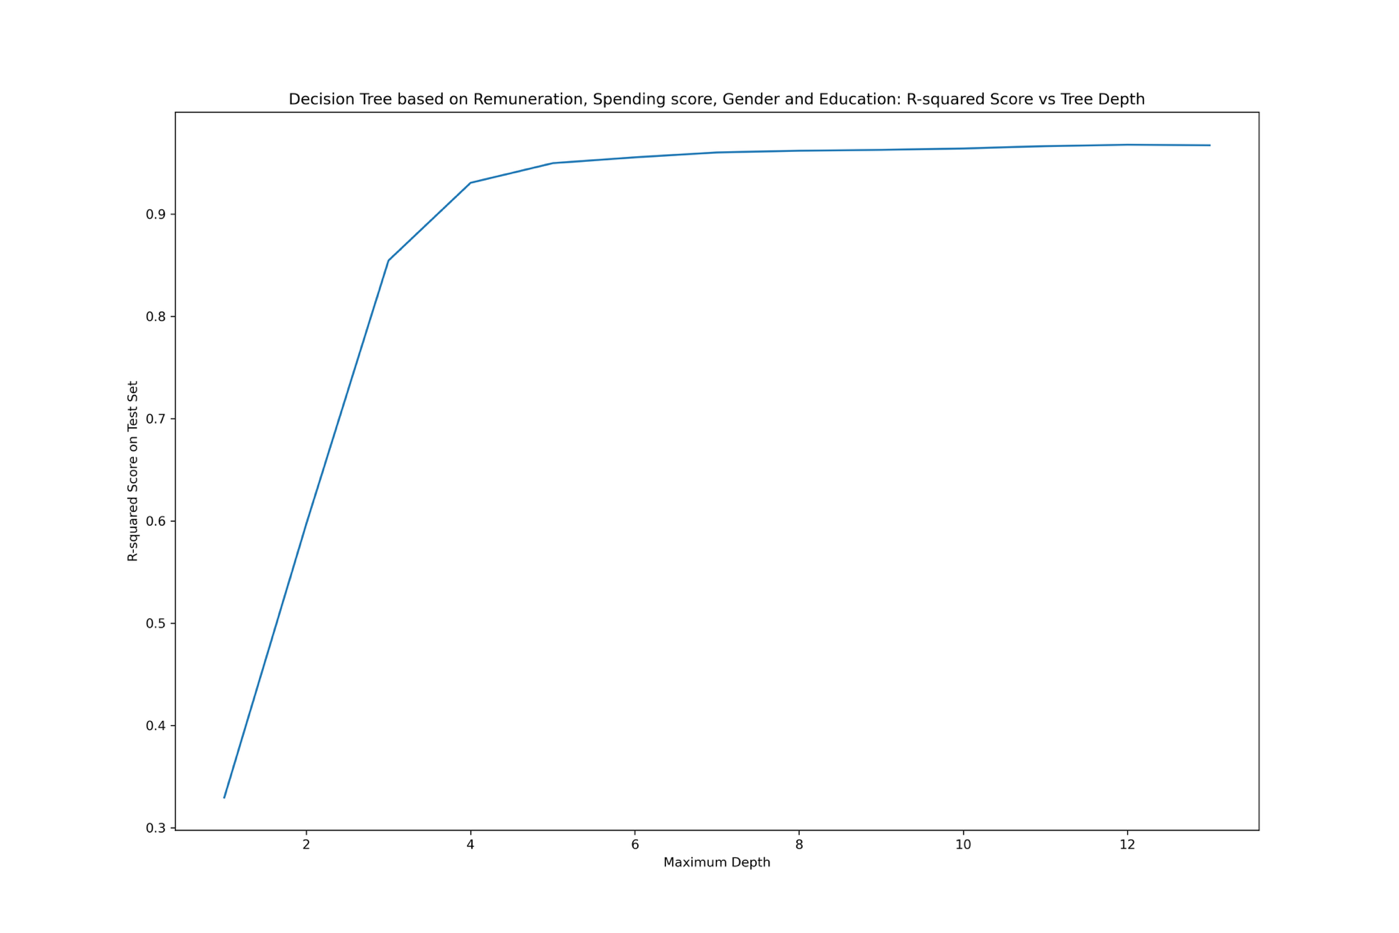 Decision Tree based on Remuneration, Spending score, Gender and Education: R-squared Score vs Tree Depth
R-squared Score on Test Set
0.9
0.8
0.7
0.6
0.5
0.4
0.3
2 4 6 8 10 12
Maximum Depth